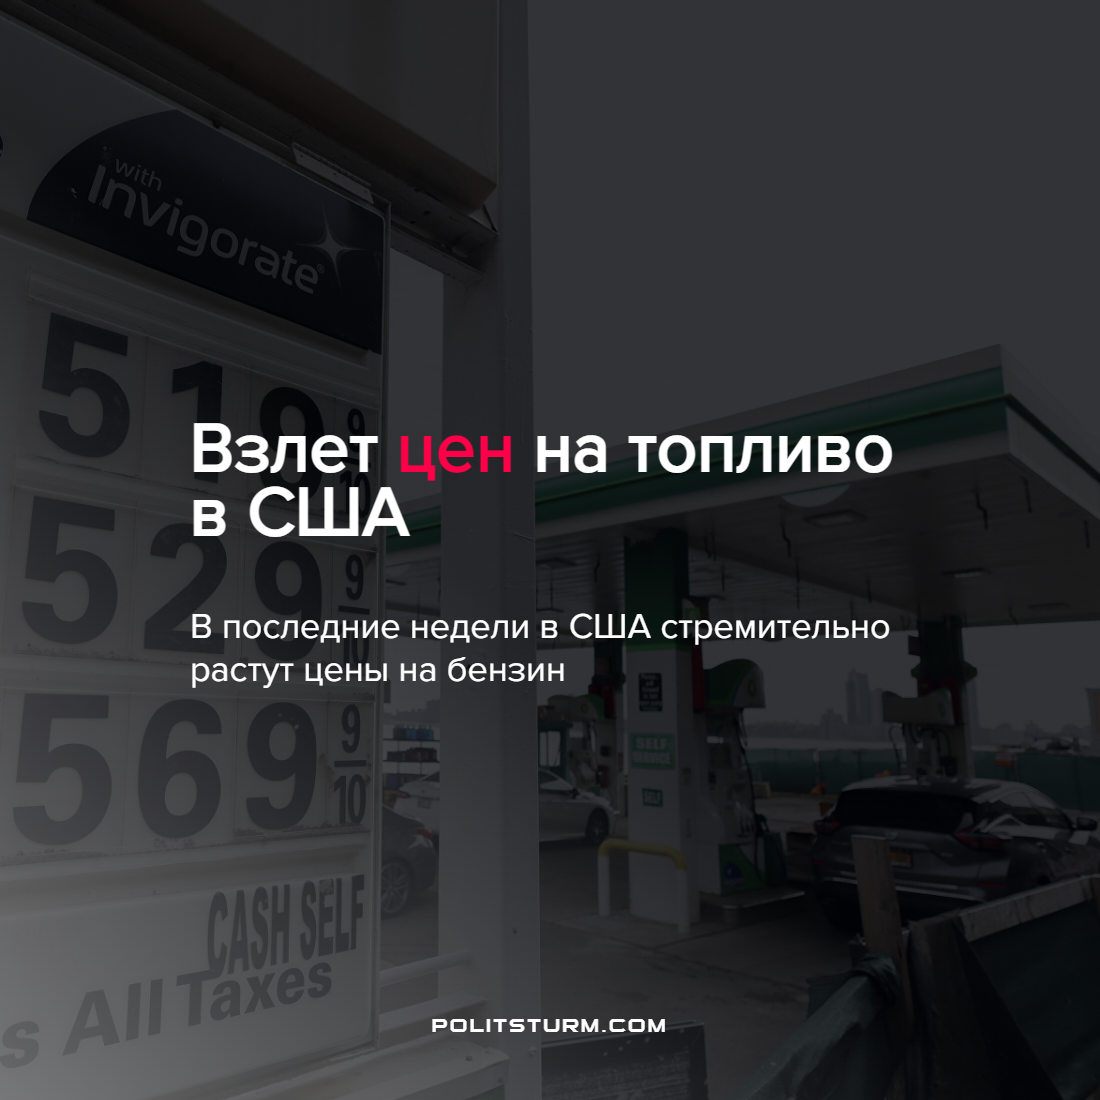 with
Invigorate
519 9
10
Взлет цен на топливо
в США
529 9
10
В последние недели в США стремительно
растут цены на бензин
569 9
10
SELF
SERVICE
SELF
CASH SELF
All Taxes
POLITSTURM.COM